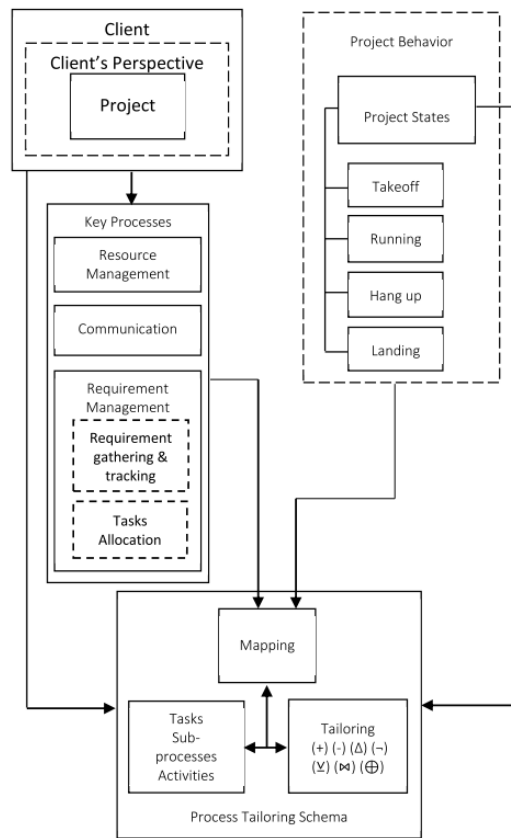 Client
Client's Perspective
Project
Project Behavior
Project States
Takeoff
Running
Hang up
Landing
Key Processes
Resource
Management
Communication
Requirement
Management
Requirement
gathering &
tracking
Tasks
Allocation
Mapping
Tasks
Sub-
processes
Activities
Tailoring
(+) (-) (Δ) (¬)
(⊻) (⋈) (⊕)
Process Tailoring Schema